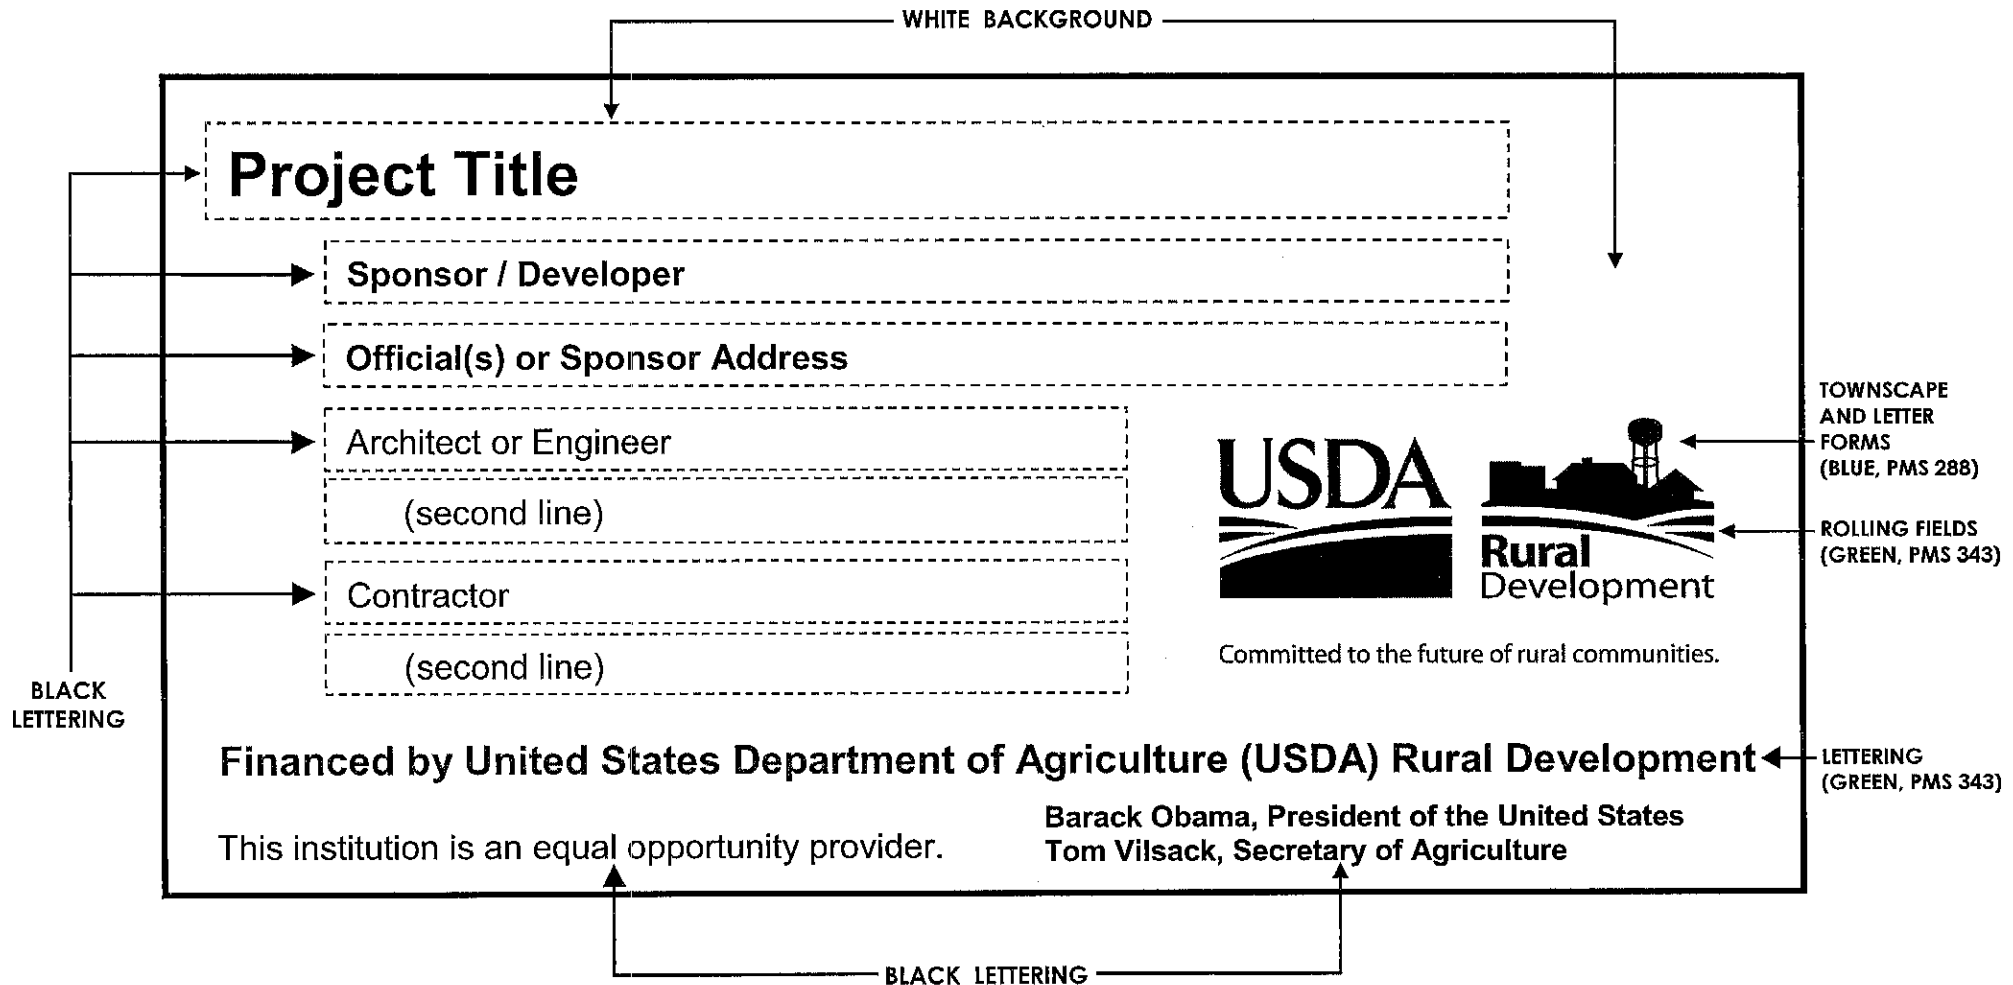 WHITE BACKGROUND
Project Title
Sponsor / Developer
Official(s) or Sponsor Address
Architect or Engineer
(second line)
Contractor
(second line)
BLACK
LETTERING
USDA
Rural
Development
Committed to the future of rural communities.
TOWNSCAPE
AND LETTER
FORMS
(BLUE, PMS 288)
ROLLING FIELDS
(GREEN, PMS 343)
Financed by United States Department of Agriculture (USDA) Rural Development
LETTERING
(GREEN, PMS 343)
This institution is an equal opportunity provider.
Barack Obama, President of the United States
Tom Vilsack, Secretary of Agriculture
BLACK LETTERING